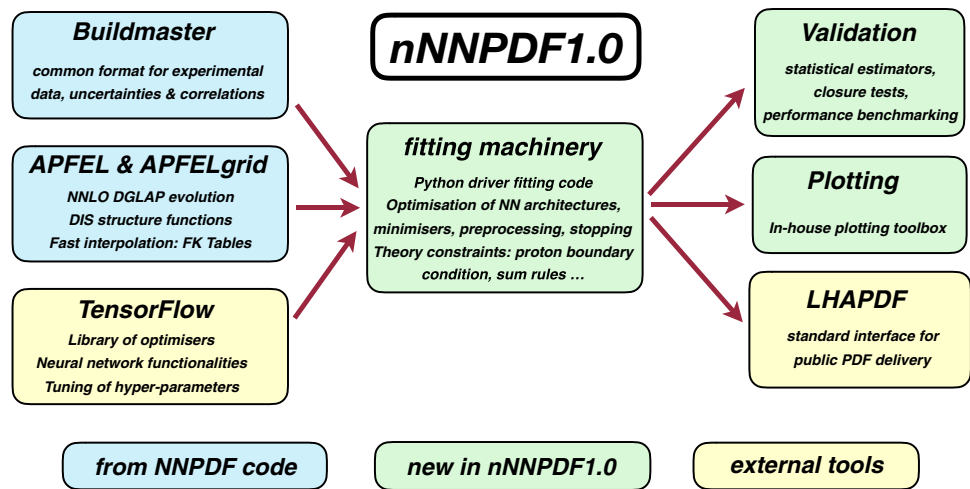 nNNPDF1.0
Buildmaster
common format for experimental
data, uncertainties & correlations
APFEL & APFELgrid
NNLO DGLAP evolution
DIS structure functions
Fast interpolation: FK Tables
TensorFlow
Library of optimisers
Neural network functionalities
Tuning of hyper-parameters
fitting machinery
Python driver fitting code
Optimisation of NN architectures,
minimisers, preprocessing, stopping
Theory constraints: proton boundary
condition, sum rules ...
Validation
statistical estimators,
closure tests,
performance benchmarking
Plotting
In-house plotting toolbox
LHAPDF
standard interface for
public PDF delivery
from NNPDF code
new in nNNPDF1.0
external tools